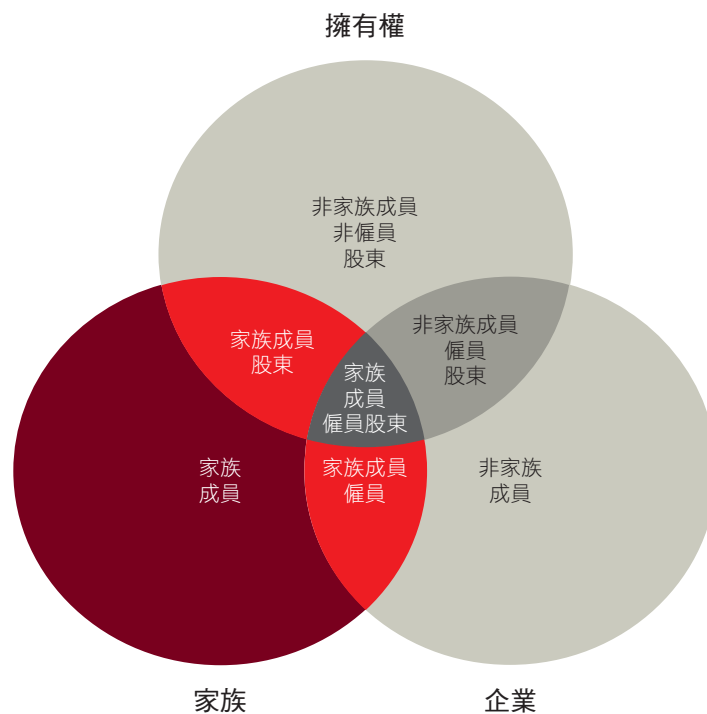 擁有權
非家族成員
非僱員
股東
家族成員
股東
非家族成員
僱員
股東
家族
成員
僱員股東
家族
成員
家族成員
僱員
非家族
成員
家族
企業